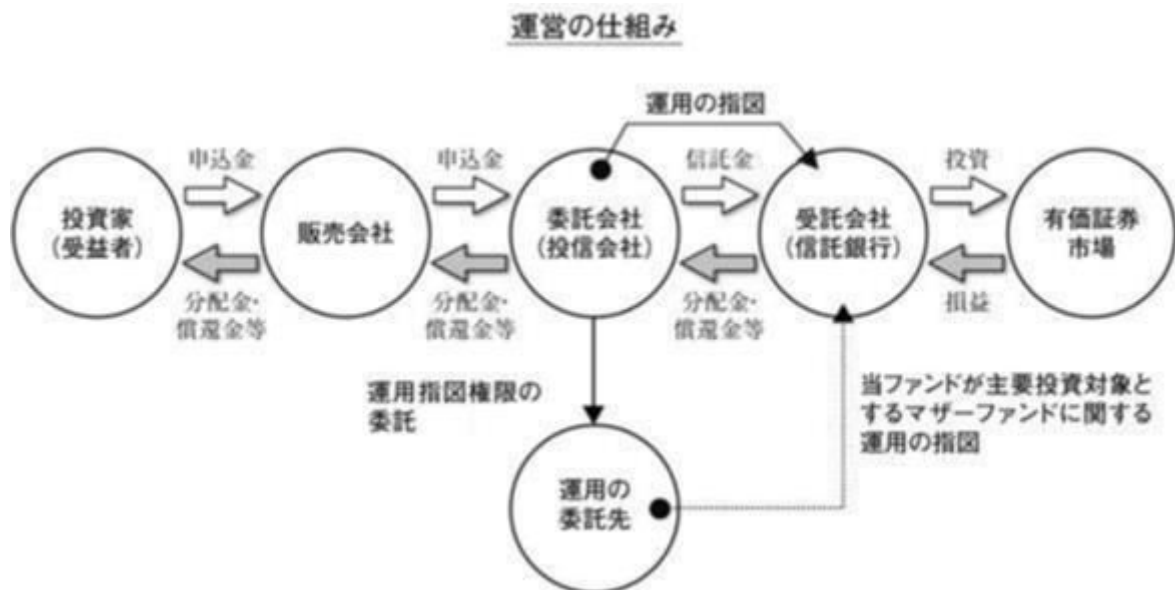 運営の仕組み
運用の指図
申込金
申込金
信託金
投資
投資家
(受益者)
販売会社
委託会社
(投信会社)
受託会社
(信託銀行)
有価証券
市場
分配金・
償還金等
分配金・
償還金等
分配金・
償還金等
損益
運用指図権限の
委託
当ファンドが主要投資対象と
するマザーファンドに関する
運用の指図
運用の
委託先